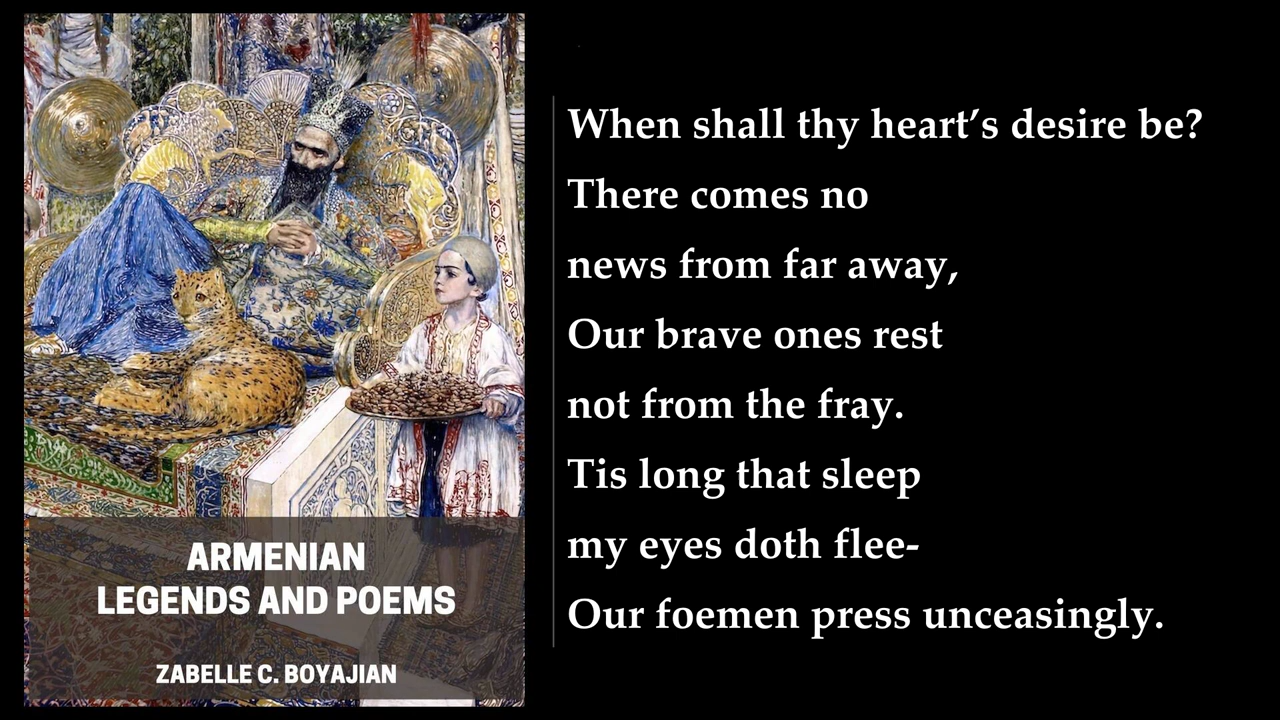 ARMENIAN
LEGENDS AND POEMS
ZABELLE C. BOYAJIAN
When shall thy heart’s desire be?
There comes no
news from far away,
Our brave ones rest
not from the fray.
Tis long that sleep
my eyes doth flee-
Our foemen press unceasingly.